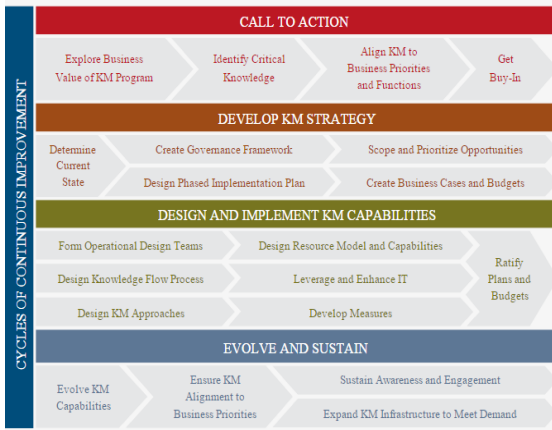 CYCLES OF CONTINUOUS IMPROVEMENT
CALL TO ACTION
Explore Business
Value of KM Program
Identify Critical
Knowledge
Align KM to
Business Priorities
and Functions
Get
Buy-In
DEVELOP KM STRATEGY
Determine
Current
State
Create Governance Framework
Scope and Prioritize Opportunities
Design Phased Implementation Plan
Create Business Cases and Budgets
DESIGN AND IMPLEMENT KM CAPABILITIES
Form Operational Design Teams
Design Resource Model and Capabilities
Design Knowledge Flow Process
Leverage and Enhance IT
Design KM Approaches
Develop Measures
Ratify
Plans and
Budgets
EVOLVE AND SUSTAIN
Evolve KM
Capabilities
Ensure KM
Alignment to
Business Priorities
Sustain Awareness and Engagement
Expand KM Infrastructure to Meet Demand